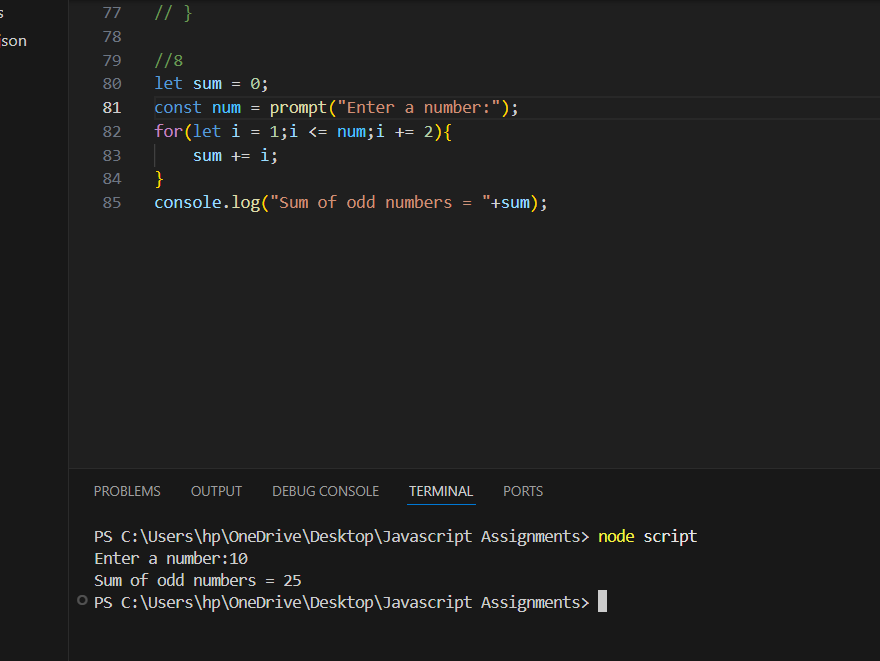 s
json
77 // }
78
79 //8
80 let sum = 0;
81 const num = prompt("Enter a number:");
82 for(let i = 1;i <= num;i += 2){
83     sum += i;
84 }
85 console.log("Sum of odd numbers = "+sum);
PROBLEMS OUTPUT DEBUG CONSOLE TERMINAL PORTS
PS C:\Users\hp\OneDrive\Desktop\Javascript Assignments> node script
Enter a number:10
Sum of odd numbers = 25
PS C:\Users\hp\OneDrive\Desktop\Javascript Assignments>